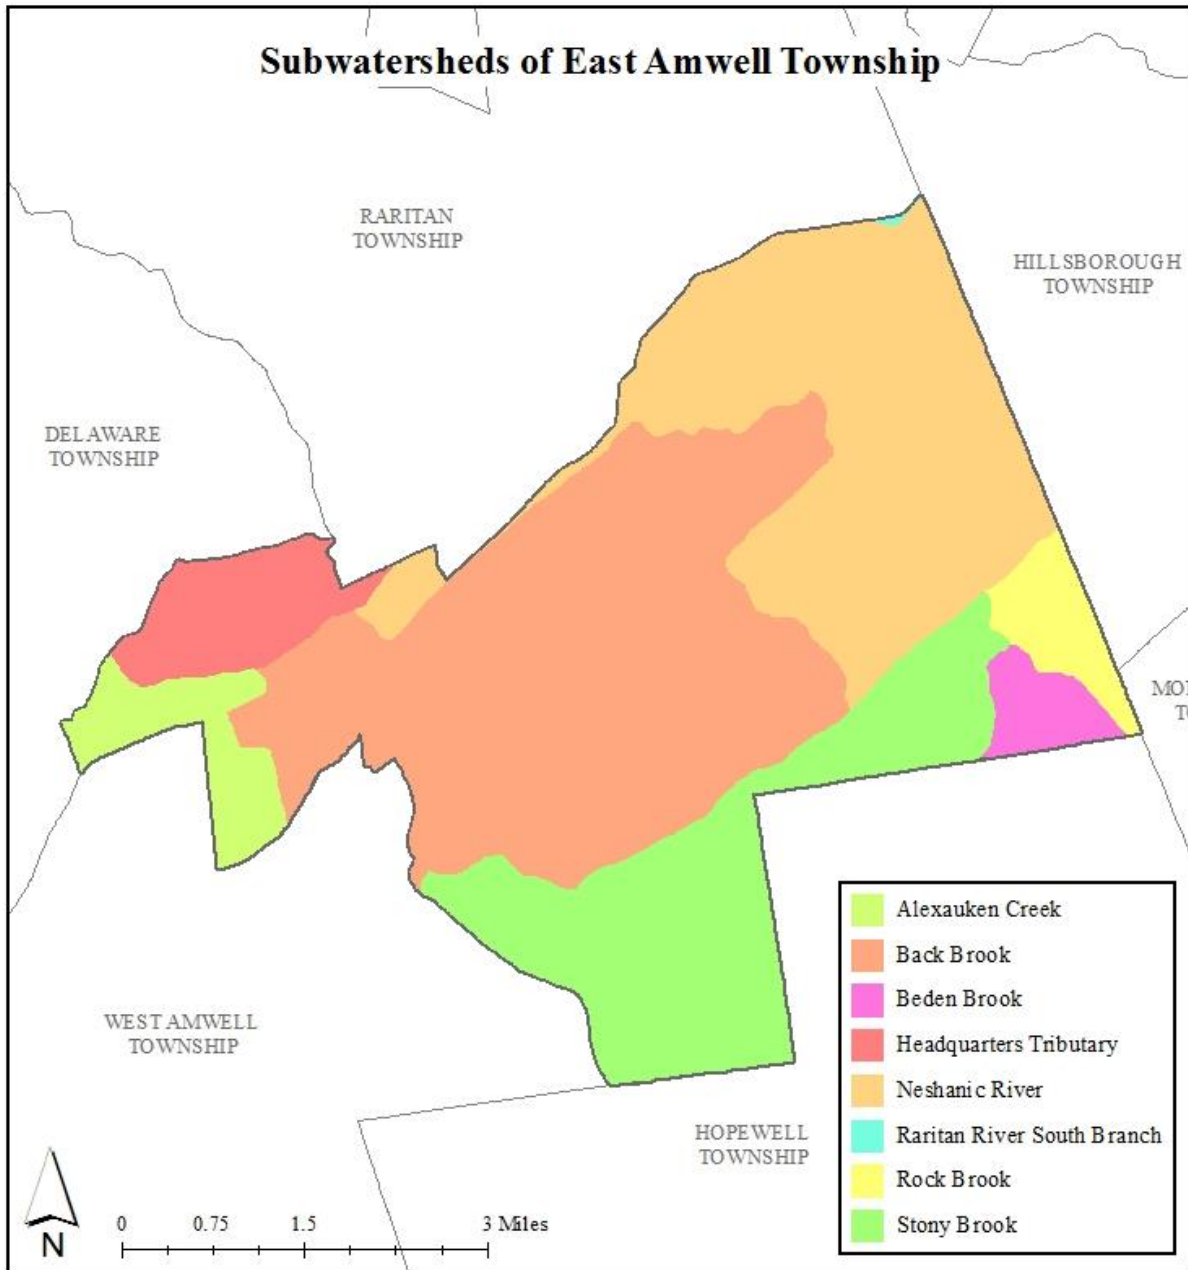 Subwatersheds of East Amwell Township
RARITAN
TOWNSHIP
HILLSBOROUGH
TOWNSHIP
DELAWARE
TOWNSHIP
WEST AMWELL
TOWNSHIP
HOPEWELL
TOWNSHIP
Alexauken Creek
Back Brook
Beden Brook
Headquarters Tributary
Neshanic River
Raritan River South Branch
Rock Brook
Stony Brook
0 0.75 1.5 3 Miles
N